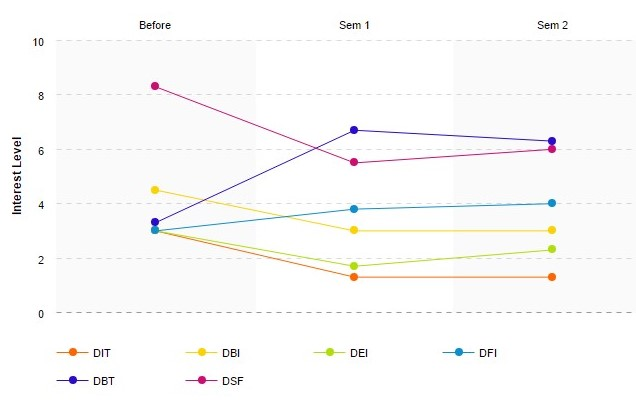 Before Sem 1 Sem 2
10
8
6
4
2
0
Interest Level
DIT DBI DEI DFI
DBT DSF